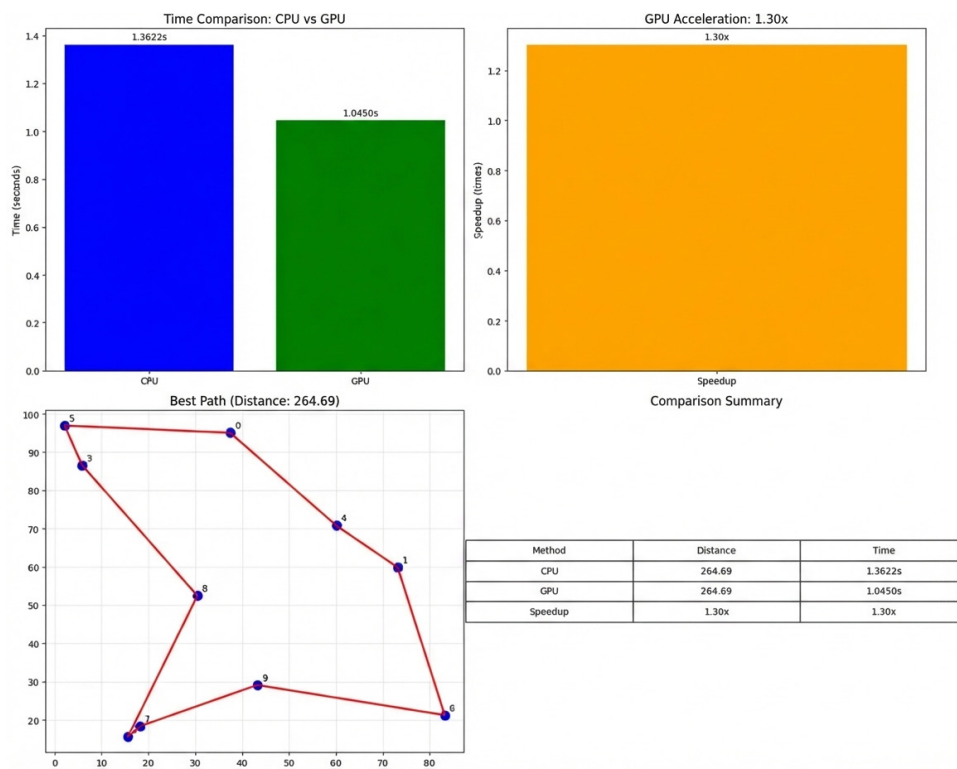 Time Comparison: CPU vs GPU
1.3622s
1.0450s
Time (seconds)
1.4
1.2
1.0
0.8
0.6
0.4
0.2
0.0
CPU
GPU
GPU Acceleration: 1.30x
1.30x
Speedup (times)
1.2
1.0
0.8
0.6
0.4
0.2
0.0
Speedup
Best Path (Distance: 264.69)
100
90
80
70
60
50
40
30
20
5
0
3
4
1
8
9
6
7
0 10 20 30 40 50 60 70 80
Comparison Summary
Method Distance Time
CPU 264.69 1.3622s
GPU 264.69 1.0450s
Speedup 1.30x 1.30x